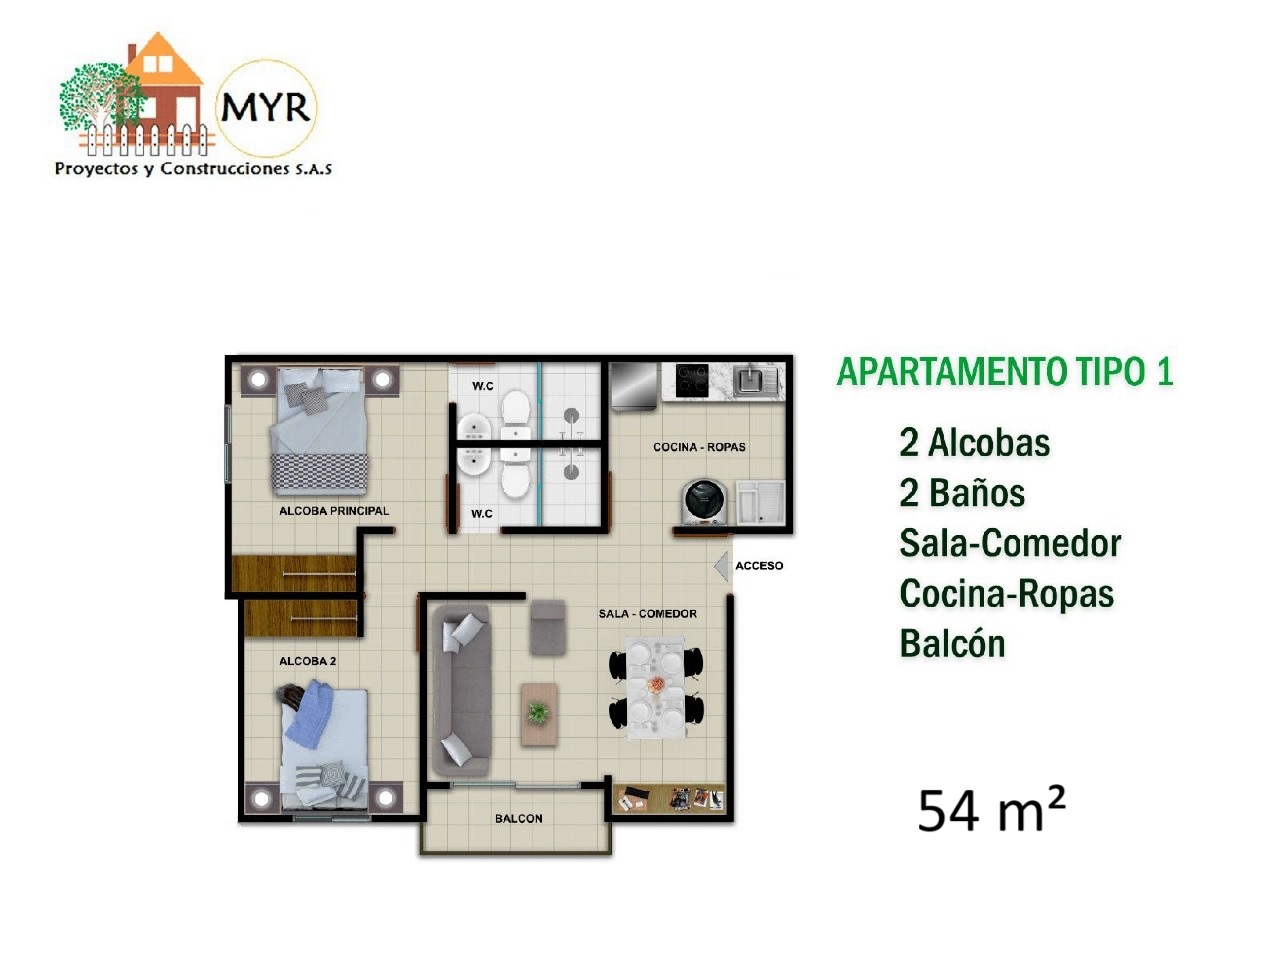 MYR
Proyectos y Construcciones S.A.S
APARTAMENTO TIPO 1
2 Alcobas
2 Baños
Sala-Comedor
Cocina-Ropas
Balcón
54 m²
W.C
COCINA - ROPAS
ALCOBA PRINCIPAL
W.C
ACCESO
SALA - COMEDOR
ALCOBA 2
BALCON